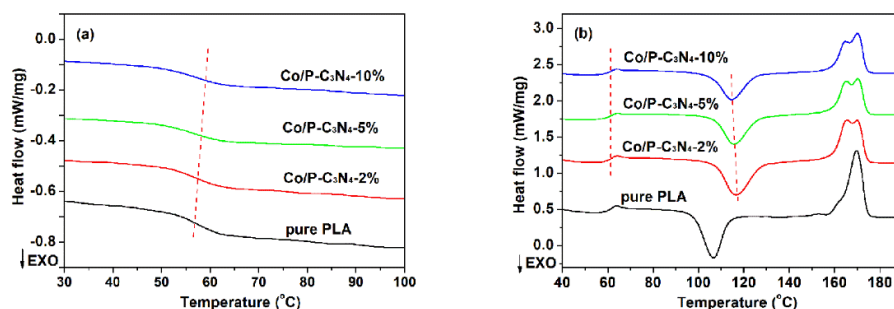 (a)
0.0
-0.2
-0.4
-0.6
-0.8
Heat flow (mW/mg)
Co/P-C₃N₄-10%
Co/P-C₃N₄-5%
Co/P-C₃N₄-2%
pure PLA
↓EXO
30 40 50 60 70 80 90 100
Temperature (°C)
(b)
3.0
2.5
2.0
1.5
1.0
0.5
0.0
Heat flow (mW/mg)
Co/P-C₃N₄-10%
Co/P-C₃N₄-5%
Co/P-C₃N₄-2%
pure PLA
↓EXO
40 60 80 100 120 140 160 180
Temperature (°C)